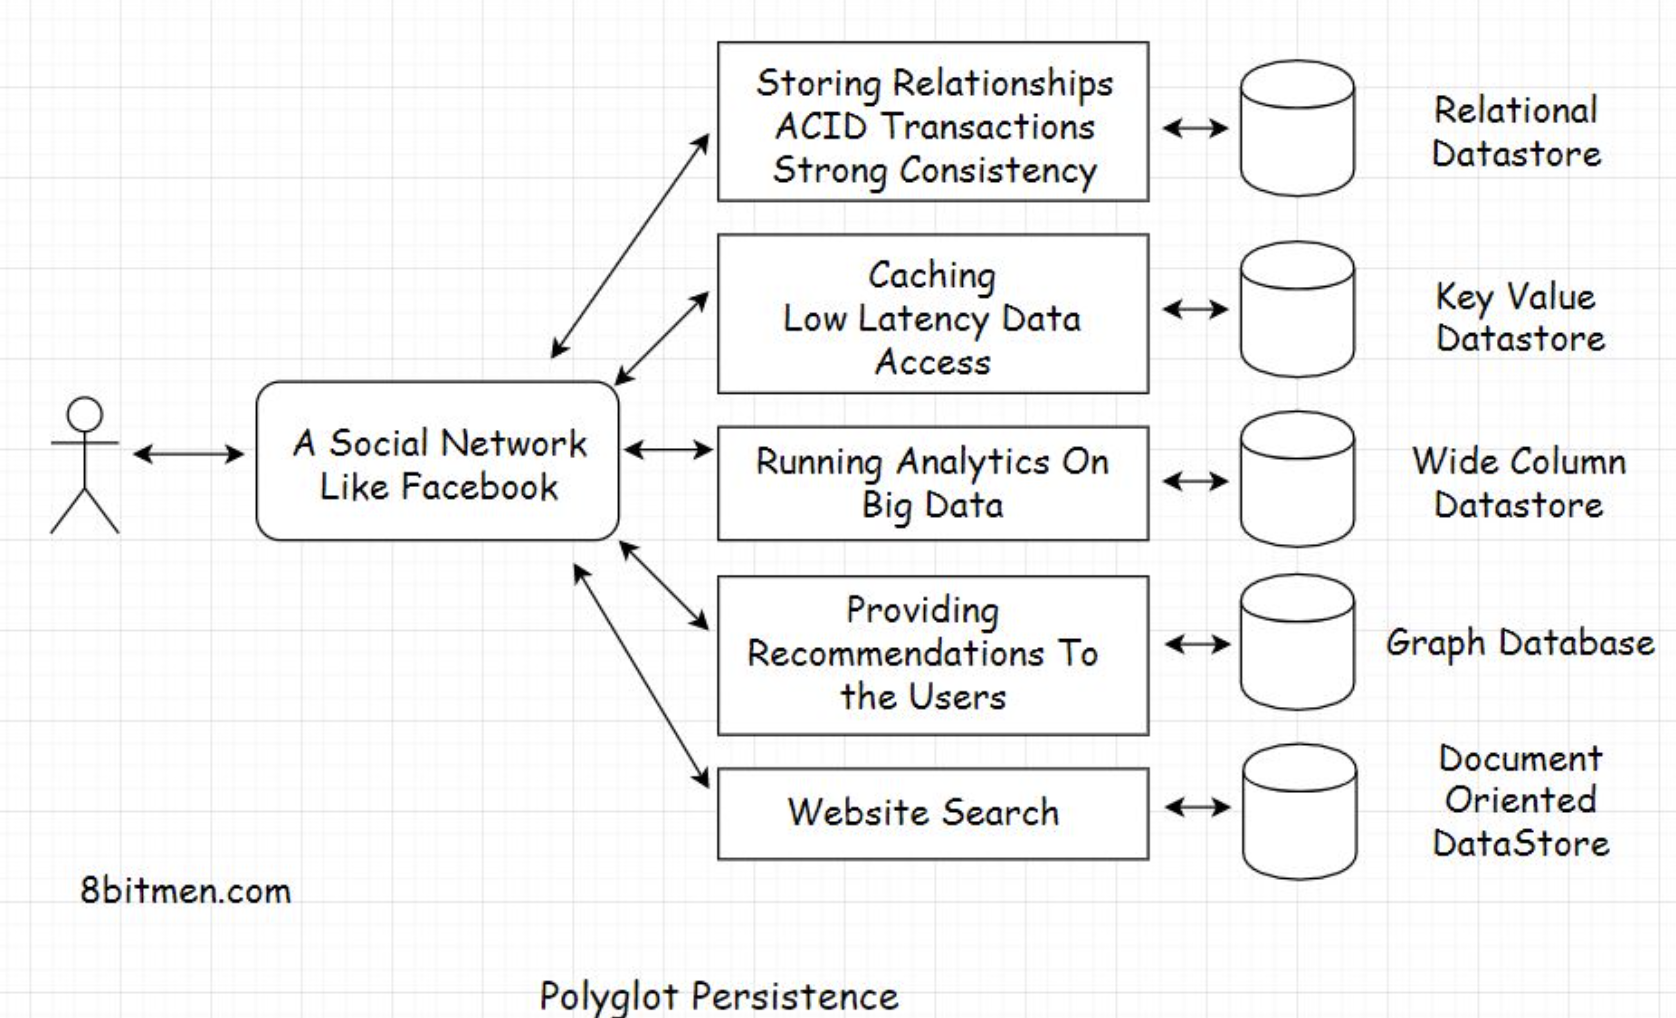 Storing Relationships
ACID Transactions
Strong Consistency
Relational
Datastore
Caching
Low Latency Data
Access
Key Value
Datastore
A Social Network
Like Facebook
Running Analytics On
Big Data
Wide Column
Datastore
Providing
Recommendations To
the Users
Graph Database
Website Search
Document
Oriented
DataStore
8bitmen.com
Polyglot Persistence